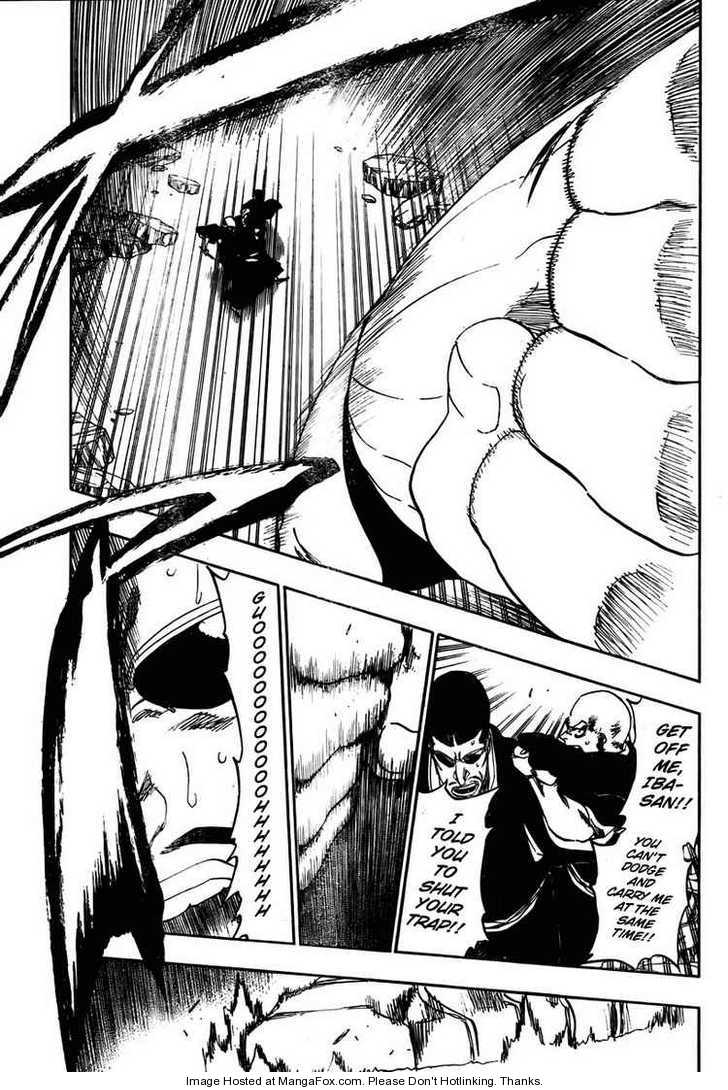 GET
OFF
ME,
IBA-
SAN!!
YOU
CAN'T
DODGE
AND
CARRY ME
AT THE
SAME
TIME!!
I
TOLD
YOU
TO
SHUT
YOUR
TRAP!!
GUOOOOOOOOOOOHHHHHHHH
Image Hosted at MangaFox.com. Please Don't Hotlinking. Thanks.